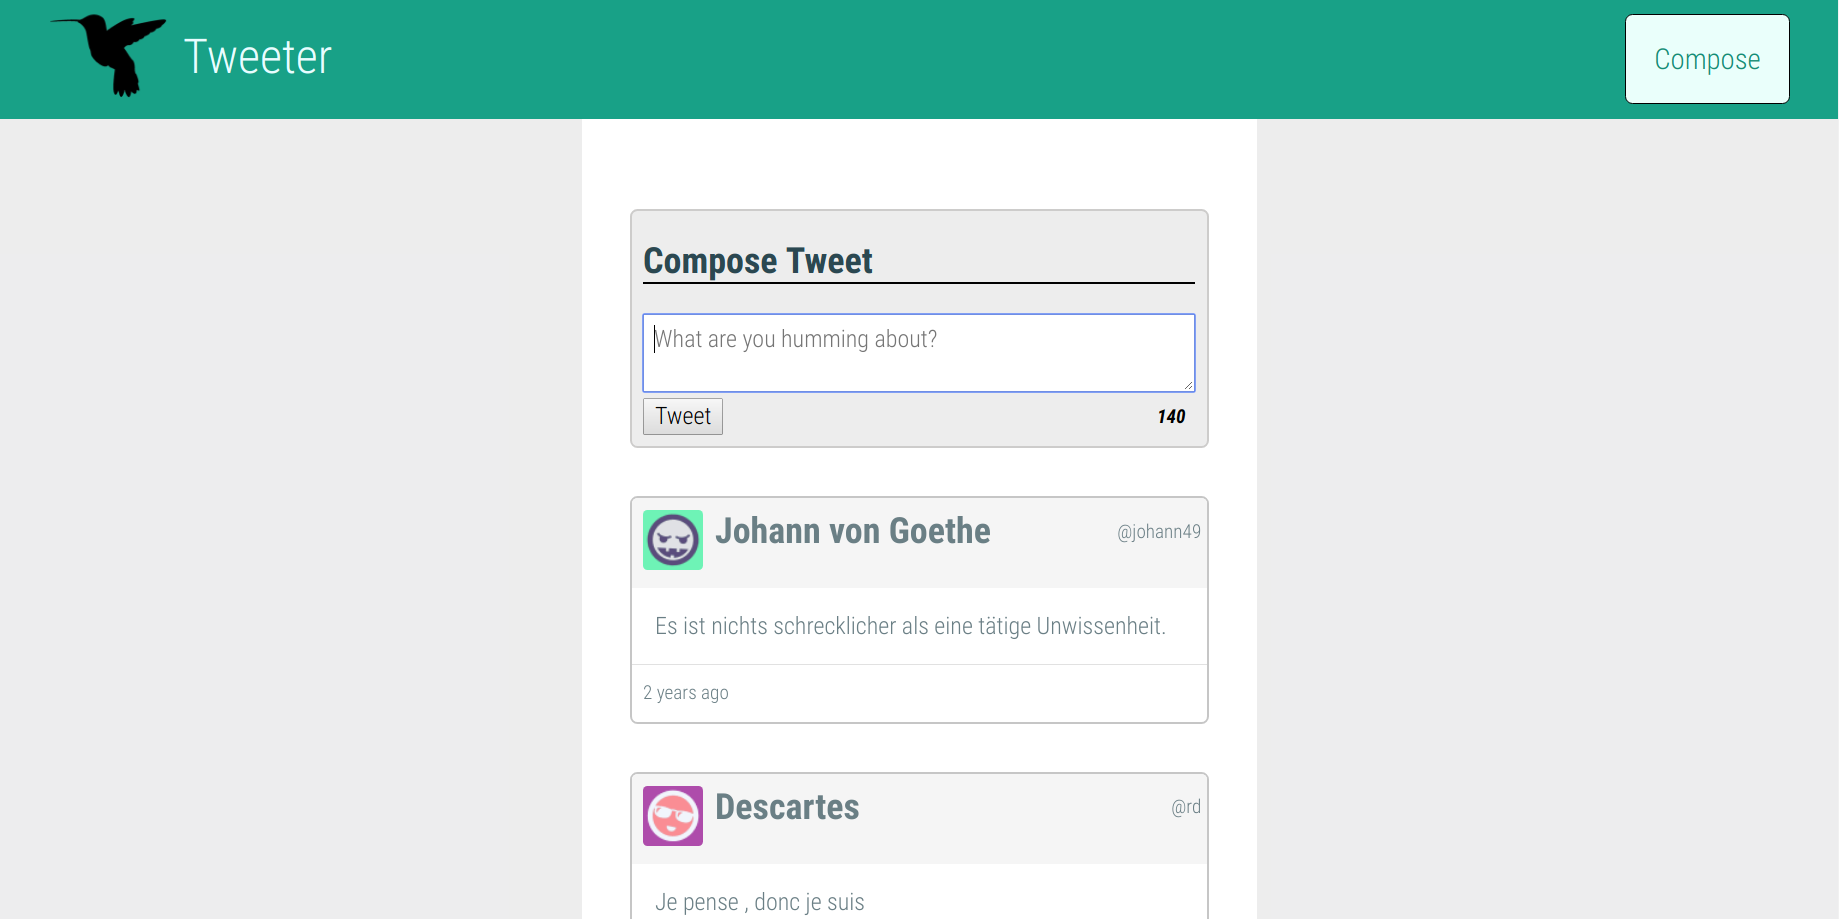 Tweeter
Compose
Compose Tweet
What are you humming about?
Tweet
140
Johann von Goethe
@johann49
Es ist nichts schrecklicher als eine tätige Unwissenheit.
2 years ago
Descartes
@rd
Je pense , donc je suis